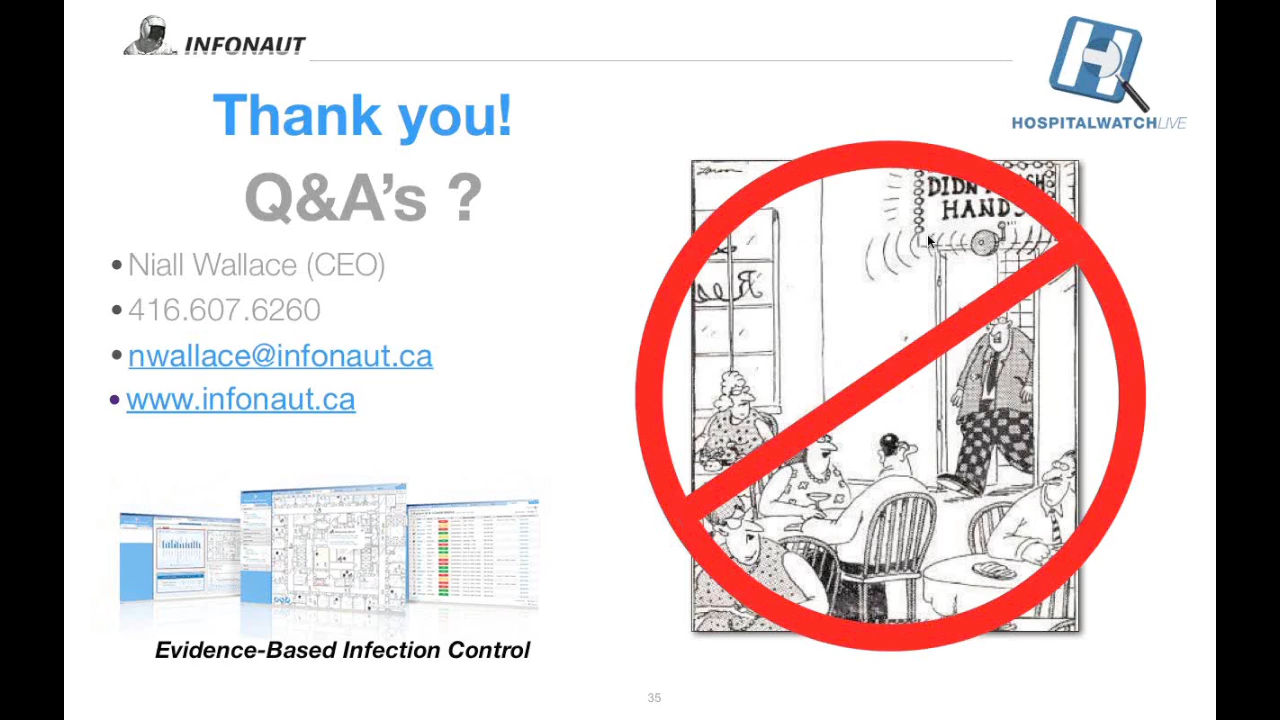 INFONAUT
HOSPITALWATCHLIVE
Thank you!
Q&A's ?
Niall Wallace (CEO)
416.607.6260
nwallace@infonaut.ca
www.infonaut.ca
Evidence-Based Infection Control
Larson
HANDS
35